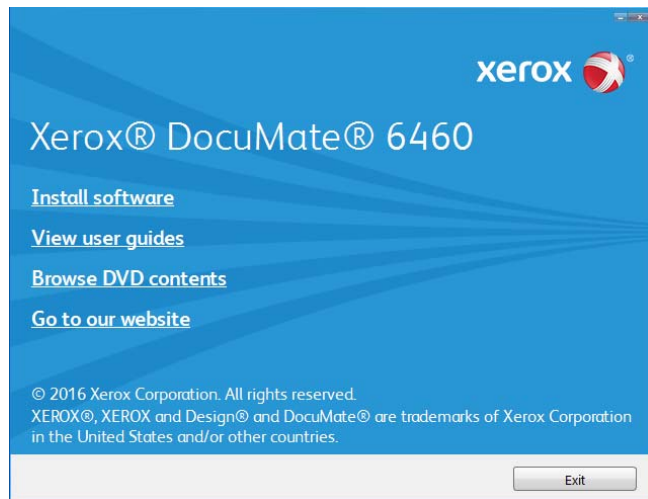 xerox ®
Xerox® DocuMate® 6460
Install software
View user guides
Browse DVD contents
Go to our website
© 2016 Xerox Corporation. All rights reserved.
XEROX®, XEROX and Design® and DocuMate® are trademarks of Xerox Corporation
in the United States and/or other countries.
Exit